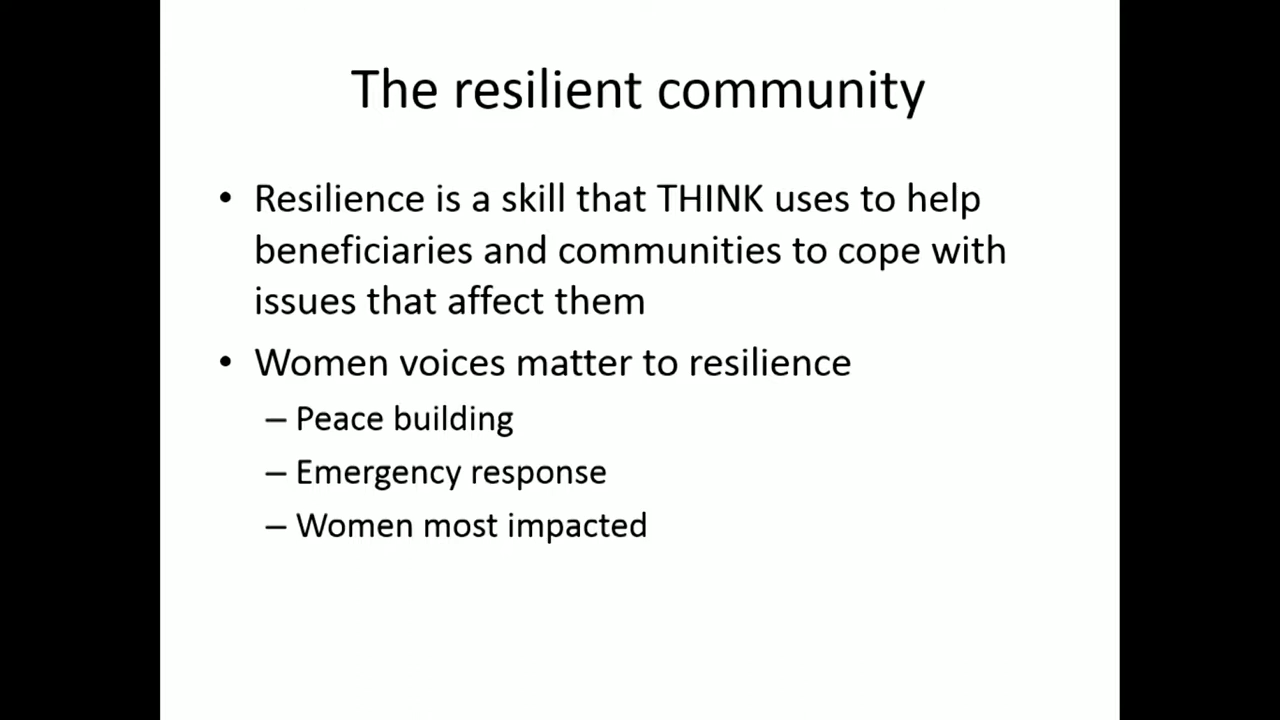 The resilient community
• Resilience is a skill that THINK uses to help
beneficiaries and communities to cope with
issues that affect them
• Women voices matter to resilience
– Peace building
– Emergency response
– Women most impacted